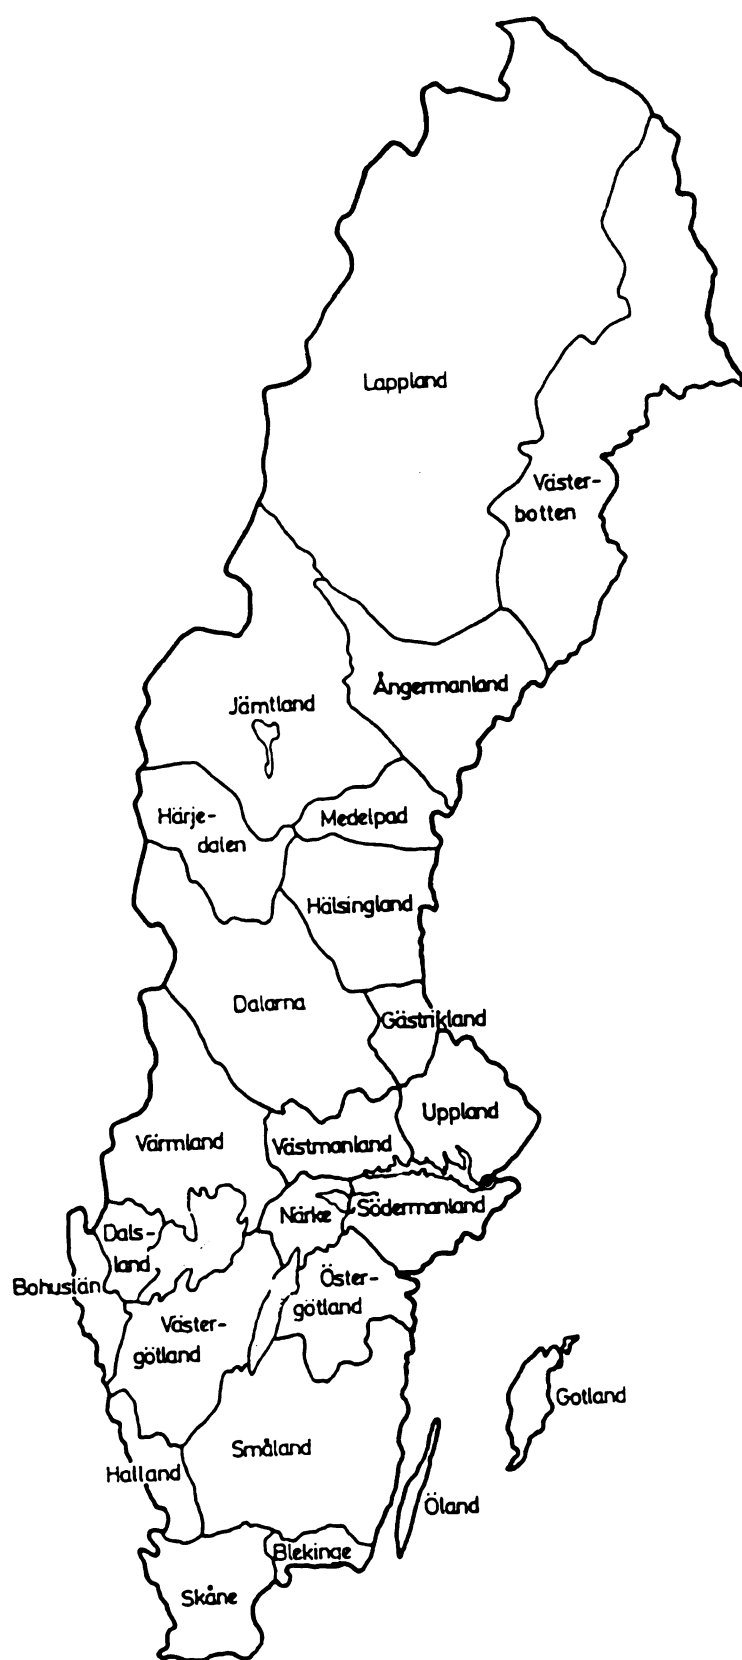 Lappland
Väster-
botten
Ångermanland
Jämtland
Härje-
dalen
Medelpad
Hälsingland
Dalarna
Gästrikland
Uppland
Värmland
Västmanland
Närke
Södermanland
Dals-
land
Bohuslän
Öster-
götland
Väster-
götland
Gotland
Småland
Halland
Öland
Blekinge
Skåne